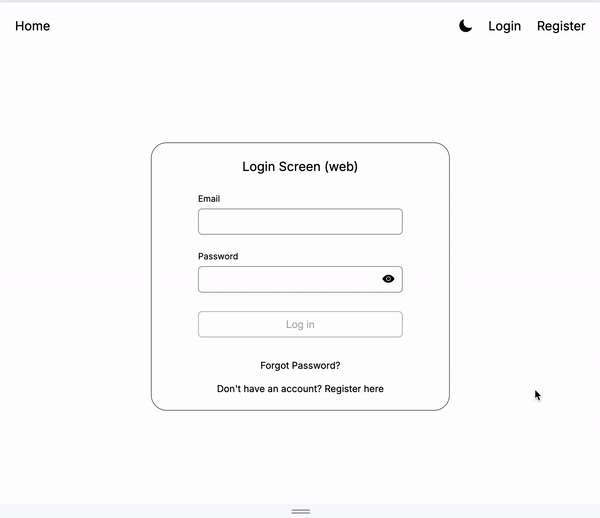 Home Login Register
Login Screen (web)
Email
Password
Log in
Forgot Password?
Don't have an account? Register here